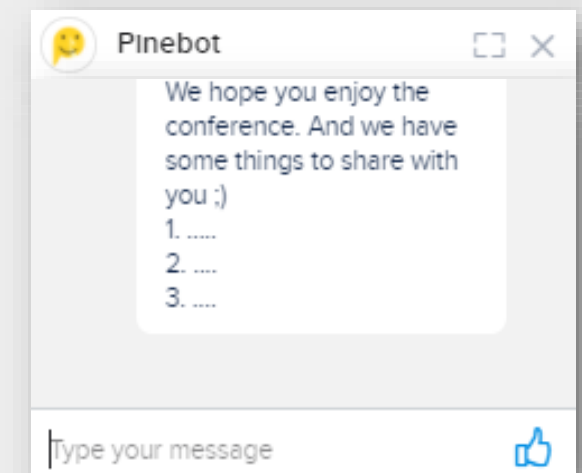 Pinebot
We hope you enjoy the
conference. And we have
some things to share with
you ;)
1. .....
2. ....
3. ....
Type your message